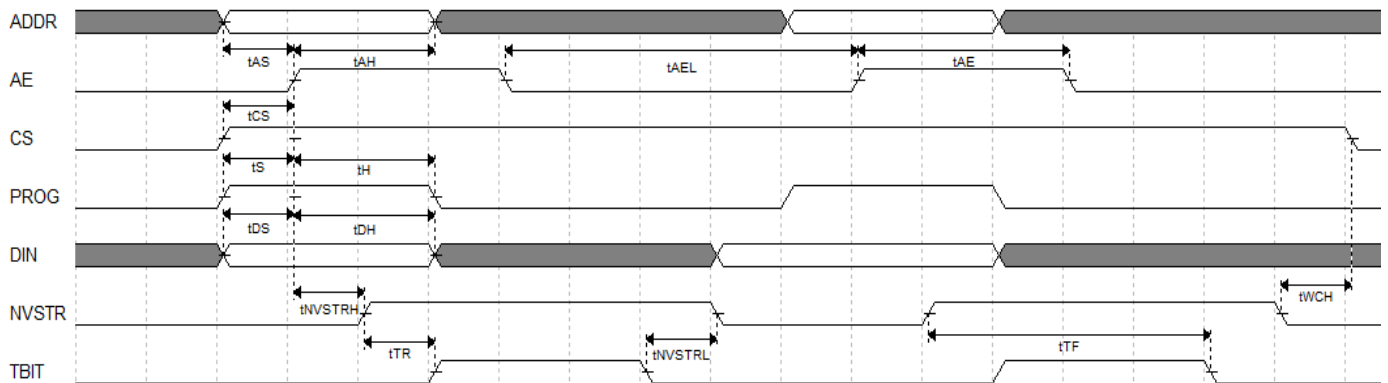 ADDR
tAS
tAH
tAEL
tAE
AE
tCS
CS
tS
tH
PROG
tDS
tDH
DIN
tNVSTRH
tWCH
NVSTR
tTR
tNVSTRL
tTF
TBIT